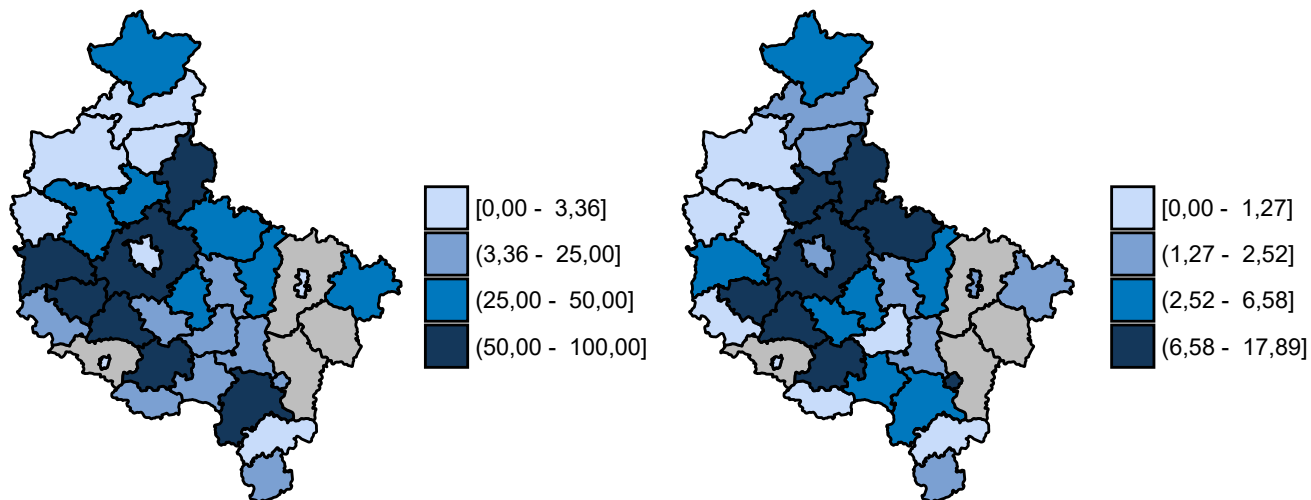 [0,00 - 3,36]
(3,36 - 25,00]
(25,00 - 50,00]
(50,00 - 100,00]
[0,00 - 1,27]
(1,27 - 2,52]
(2,52 - 6,58]
(6,58 - 17,89]